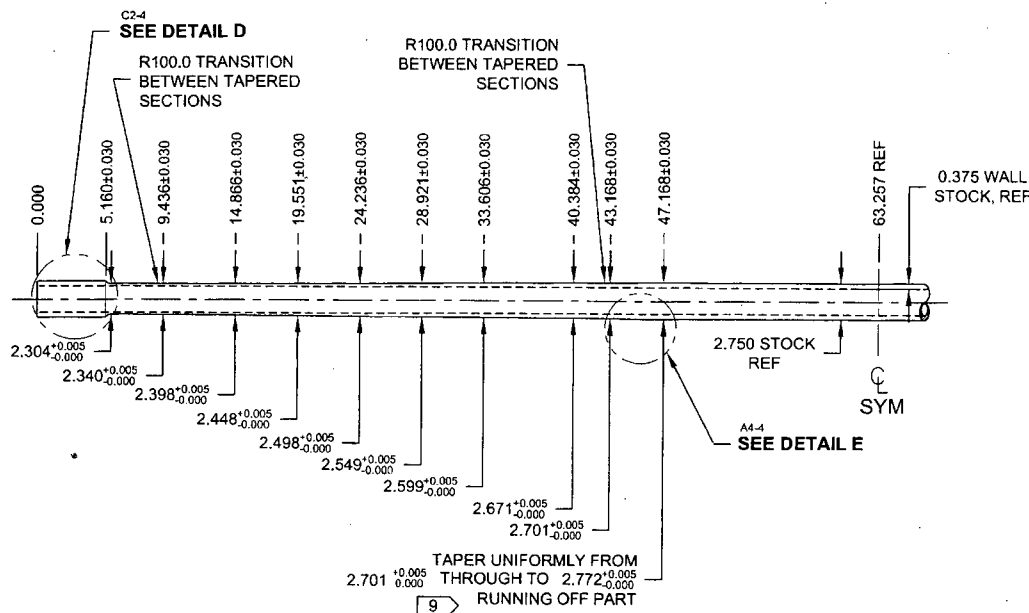 C2-4
SEE DETAIL D
R100.0 TRANSITION
BETWEEN TAPERED
SECTIONS
R100.0 TRANSITION
BETWEEN TAPERED
SECTIONS
0.000
5.160±0.030
9.436±0.030
14.866±0.030
19.551±0.030
24.236±0.030
28.921±0.030
33.606±0.030
40.384±0.030
43.168±0.030
47.168±0.030
63.257 REF
0.375 WALL
STOCK, REF
2.304 +0.005 -0.000
2.340 +0.005 -0.000
2.398 +0.005 -0.000
2.448 +0.005 -0.000
2.498 +0.005 -0.000
2.549 +0.005 -0.000
2.599 +0.005 -0.000
2.671 +0.005 -0.000
2.701 +0.005 -0.000
2.750 STOCK
REF
CL
SYM
A4-4
SEE DETAIL E
TAPER UNIFORMLY FROM
2.701 +0.005 0.000 THROUGH TO 2.772 +0.005 -0.000
RUNNING OFF PART
9